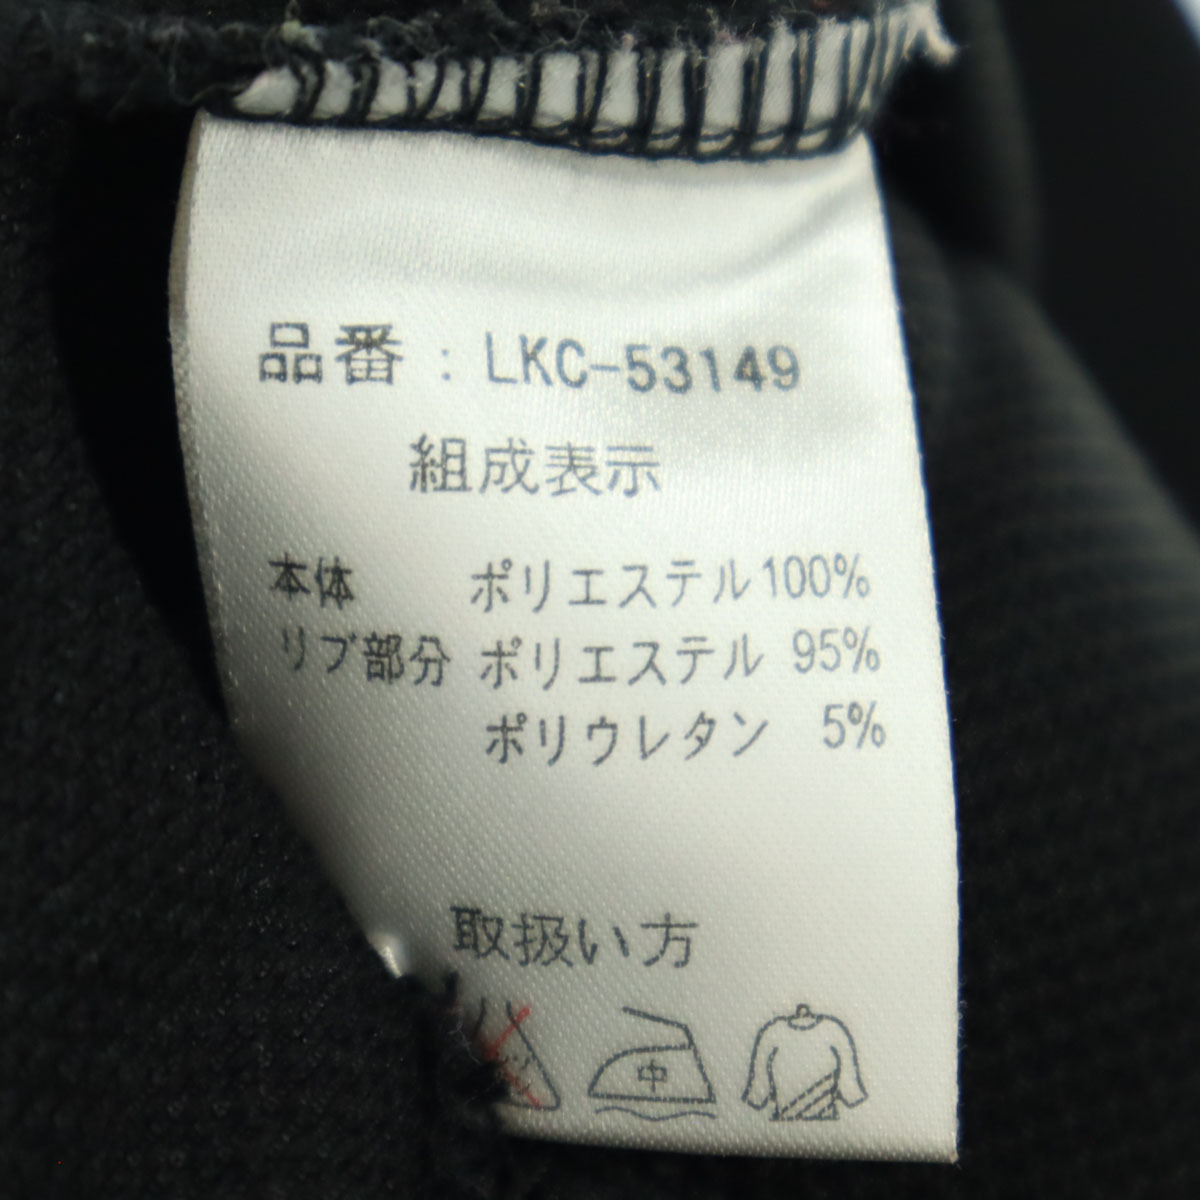 品番 : LKC-53149
組成表示
本体 ポリエステル100%
リブ部分 ポリエステル 95%
ポリウレタン 5%
取扱い方
中